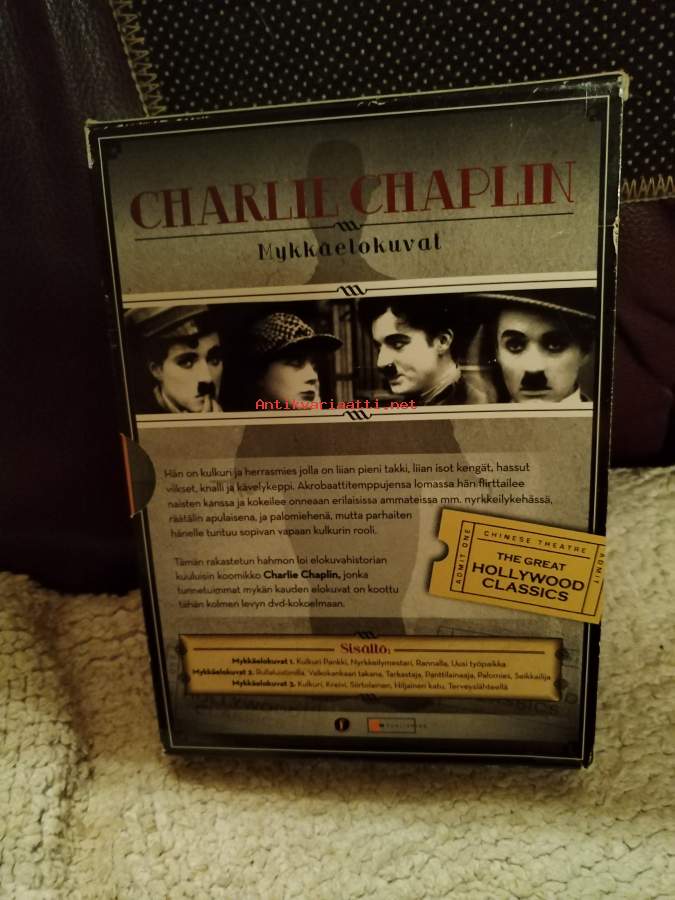 CHARLIE CHAPLIN
Mykkäelokuvat
Antikvariaatti.net
Hän on kulkuri ja herrasmies jolla on liian pieni takki, liian isot kengät, hassut
viikset, knalli ja kävelykeppi. Akrobaattitemppujensa lomassa hän flirttailee
naisten kanssa ja kokeilee onneaan erilaisissa ammateissa mm. nyrkkeilykehässä,
räätälin apulaisena, ja palomiehenä, mutta parhaiten
hänelle tuntuu sopivan vapaan kulkurin rooli.
Tämän rakastetun hahmon loi elokuvahistorian
kuuluisin koomikko Charlie Chaplin, jonka
tunnetuimmat mykän kauden elokuvat on koottu
tähän kolmen levyn dvd-kokoelmaan.
ADMIT ONE
CHINESE THEATRE
THE GREAT
HOLLYWOOD
CLASSICS
ADMIT
Sisältö:
Mykkäelokuvat 1. Kulkuri Pankki, Nyrkkeilymestari, Rannalla, Uusi työpaikka
Mykkäelokuvat 2. Rullaluistimilla, Valkokankaan takana, Tarkastaja, Panttilainaaja, Palomies, Seikkailija
Mykkäelokuvat 3. Kulkuri, Kreivi, Siirtolainen, Hiljainen katu, Terveyslähteellä